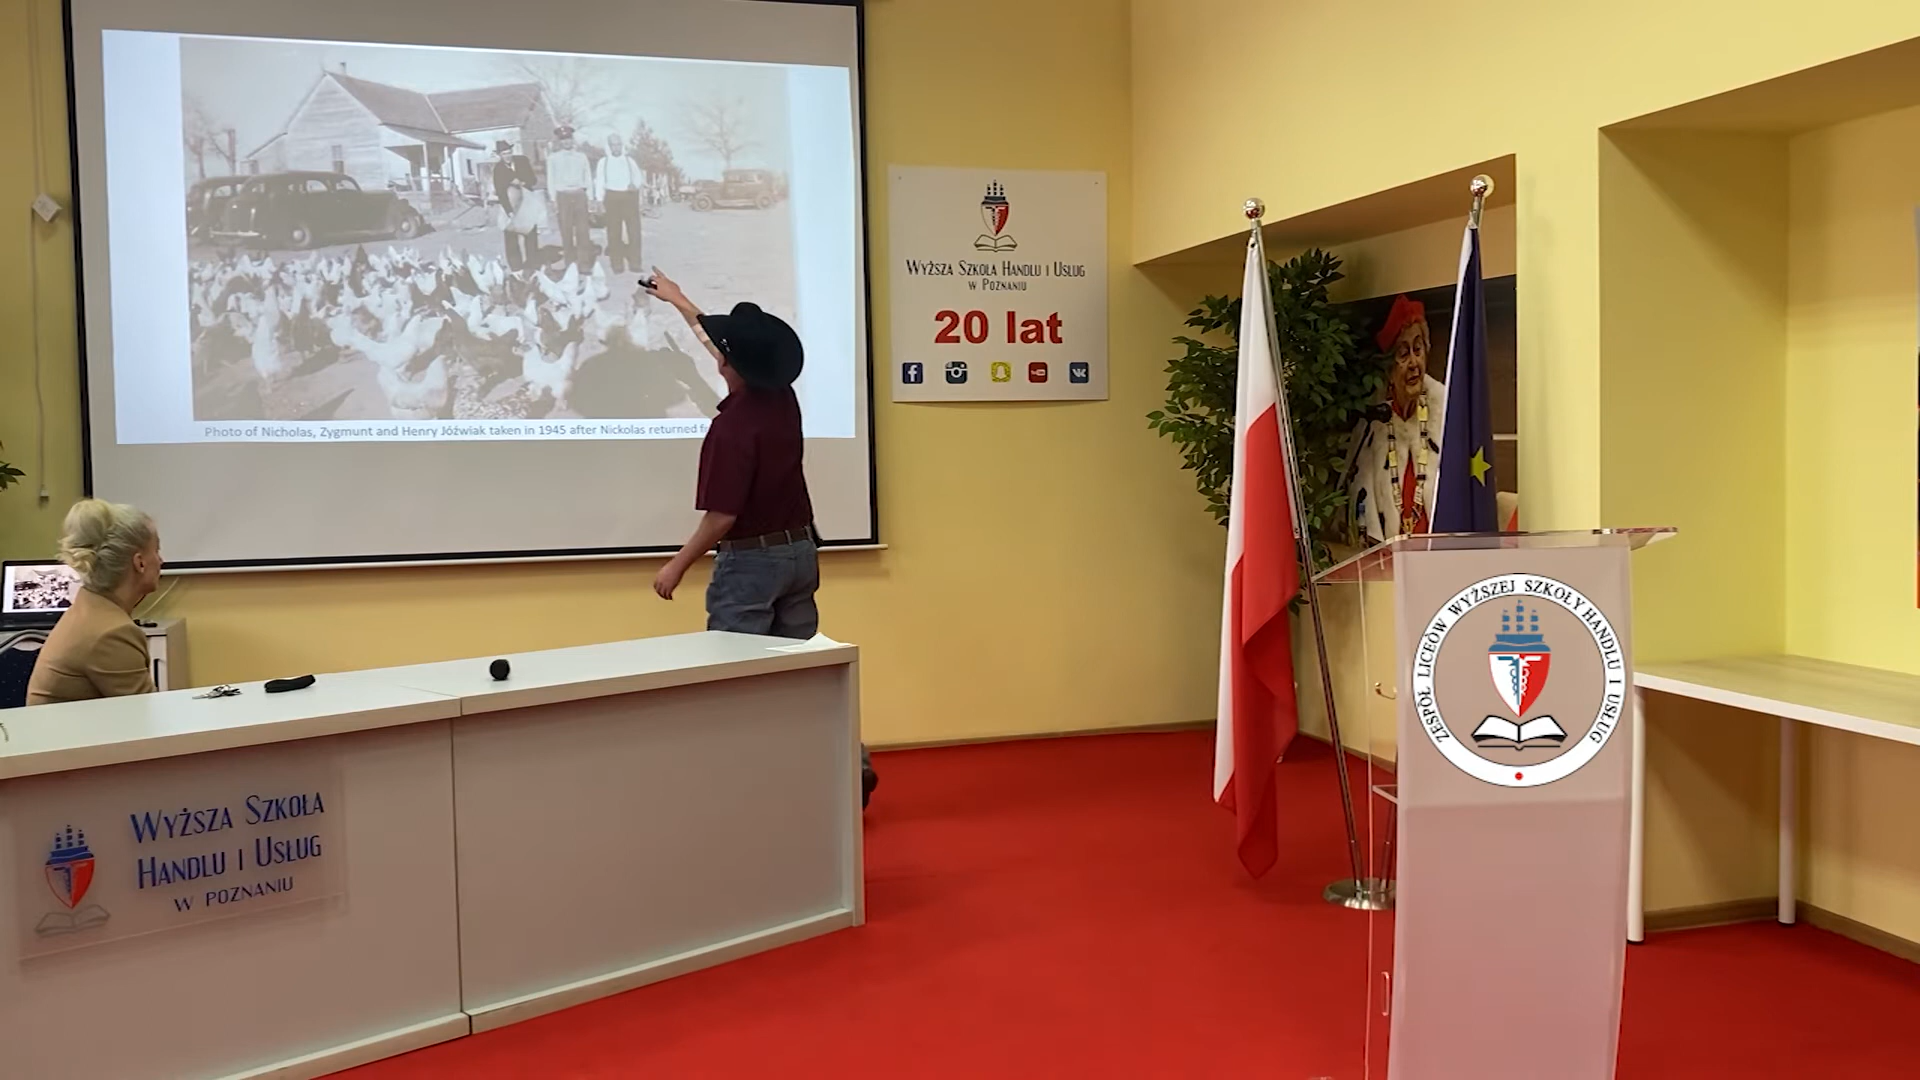 Photo of Nicholas, Zygmunt and Henry Jóźwiak taken in 1945 after Nickolas returned
WYŻSZA SZKOŁA HANDLU I USŁUG
W POZNANIU
20 lat
ZESPÓŁ LICEÓW WYŻSZEJ SZKOŁY HANDLU I USŁUG
WYŻSZA SZKOŁA
HANDLU I USŁUG
W POZNANIU